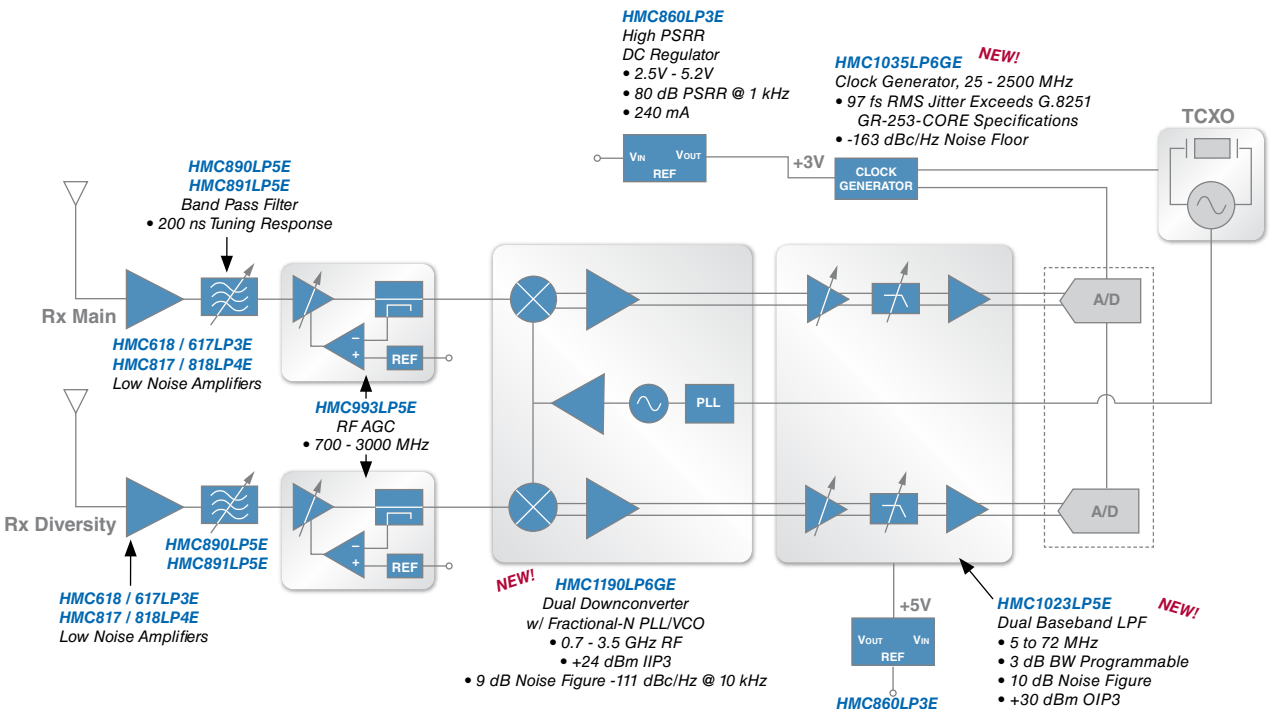 HMC860LP3E
High PSRR
DC Regulator
• 2.5V - 5.2V
• 80 dB PSRR @ 1 kHz
• 240 mA
HMC1035LP6GE NEW!
Clock Generator, 25 - 2500 MHz
• 97 fs RMS Jitter Exceeds G.8251
GR-253-CORE Specifications
• -163 dBc/Hz Noise Floor
TCXO
VIN VOUT
REF
+3V
CLOCK
GENERATOR
HMC890LP5E
HMC891LP5E
Band Pass Filter
• 200 ns Tuning Response
Rx Main
HMC618 / 617LP3E
HMC817 / 818LP4E
Low Noise Amplifiers
–
+
REF
A/D
HMC993LP5E
RF AGC
• 700 - 3000 MHz
PLL
Rx Diversity
HMC890LP5E
HMC891LP5E
–
+
REF
A/D
HMC618 / 617LP3E
HMC817 / 818LP4E
Low Noise Amplifiers
NEW!
HMC1190LP6GE
Dual Downconverter
w/ Fractional-N PLL/VCO
• 0.7 - 3.5 GHz RF
• +24 dBm IIP3
• 9 dB Noise Figure -111 dBc/Hz @ 10 kHz
+5V
VOUT VIN
REF
HMC860LP3E
HMC1023LP5E NEW!
Dual Baseband LPF
• 5 to 72 MHz
• 3 dB BW Programmable
• 10 dB Noise Figure
• +30 dBm OIP3